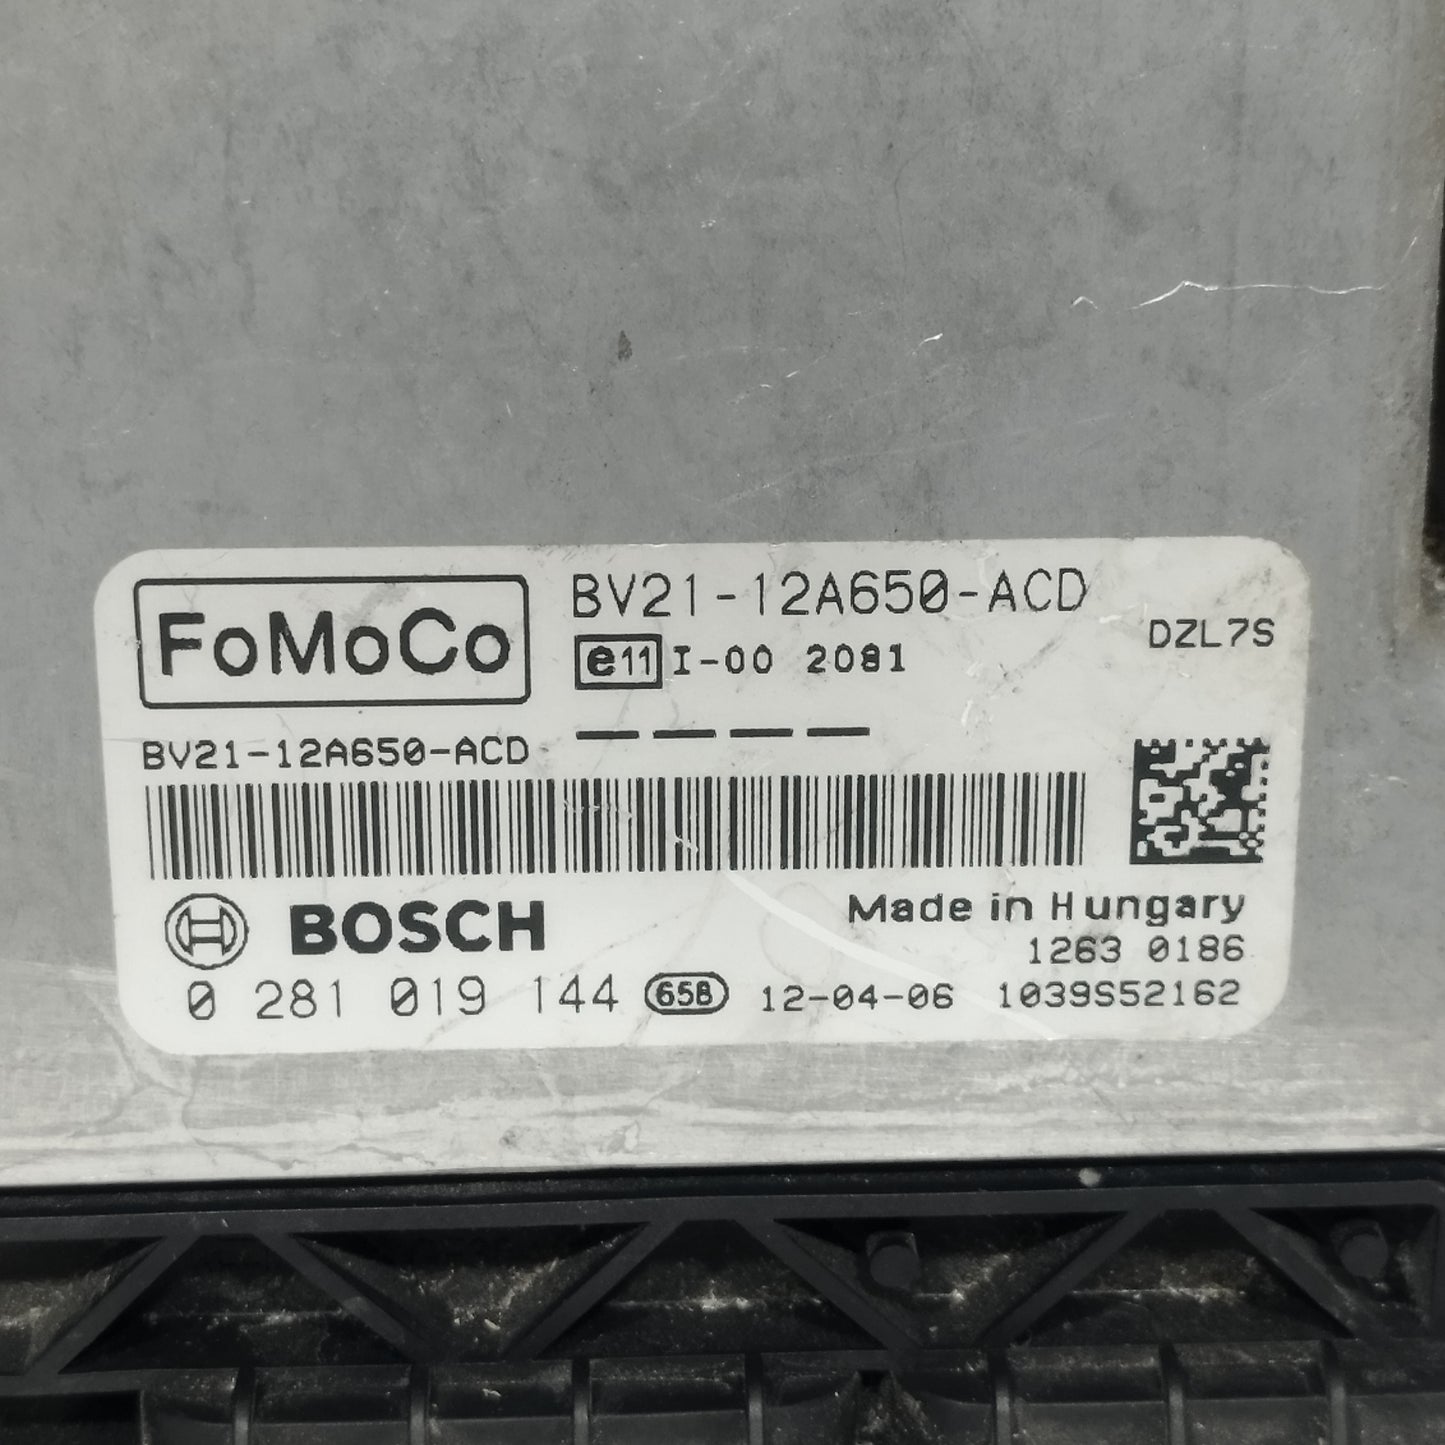 FoMoCo
BV21-12A650-ACD
e11 I-00 2081
DZL7S
BV21-12A650-ACD
BOSCH
Made in Hungary
1263 0186
0 281 019 144 65B 12-04-06 1039S52162